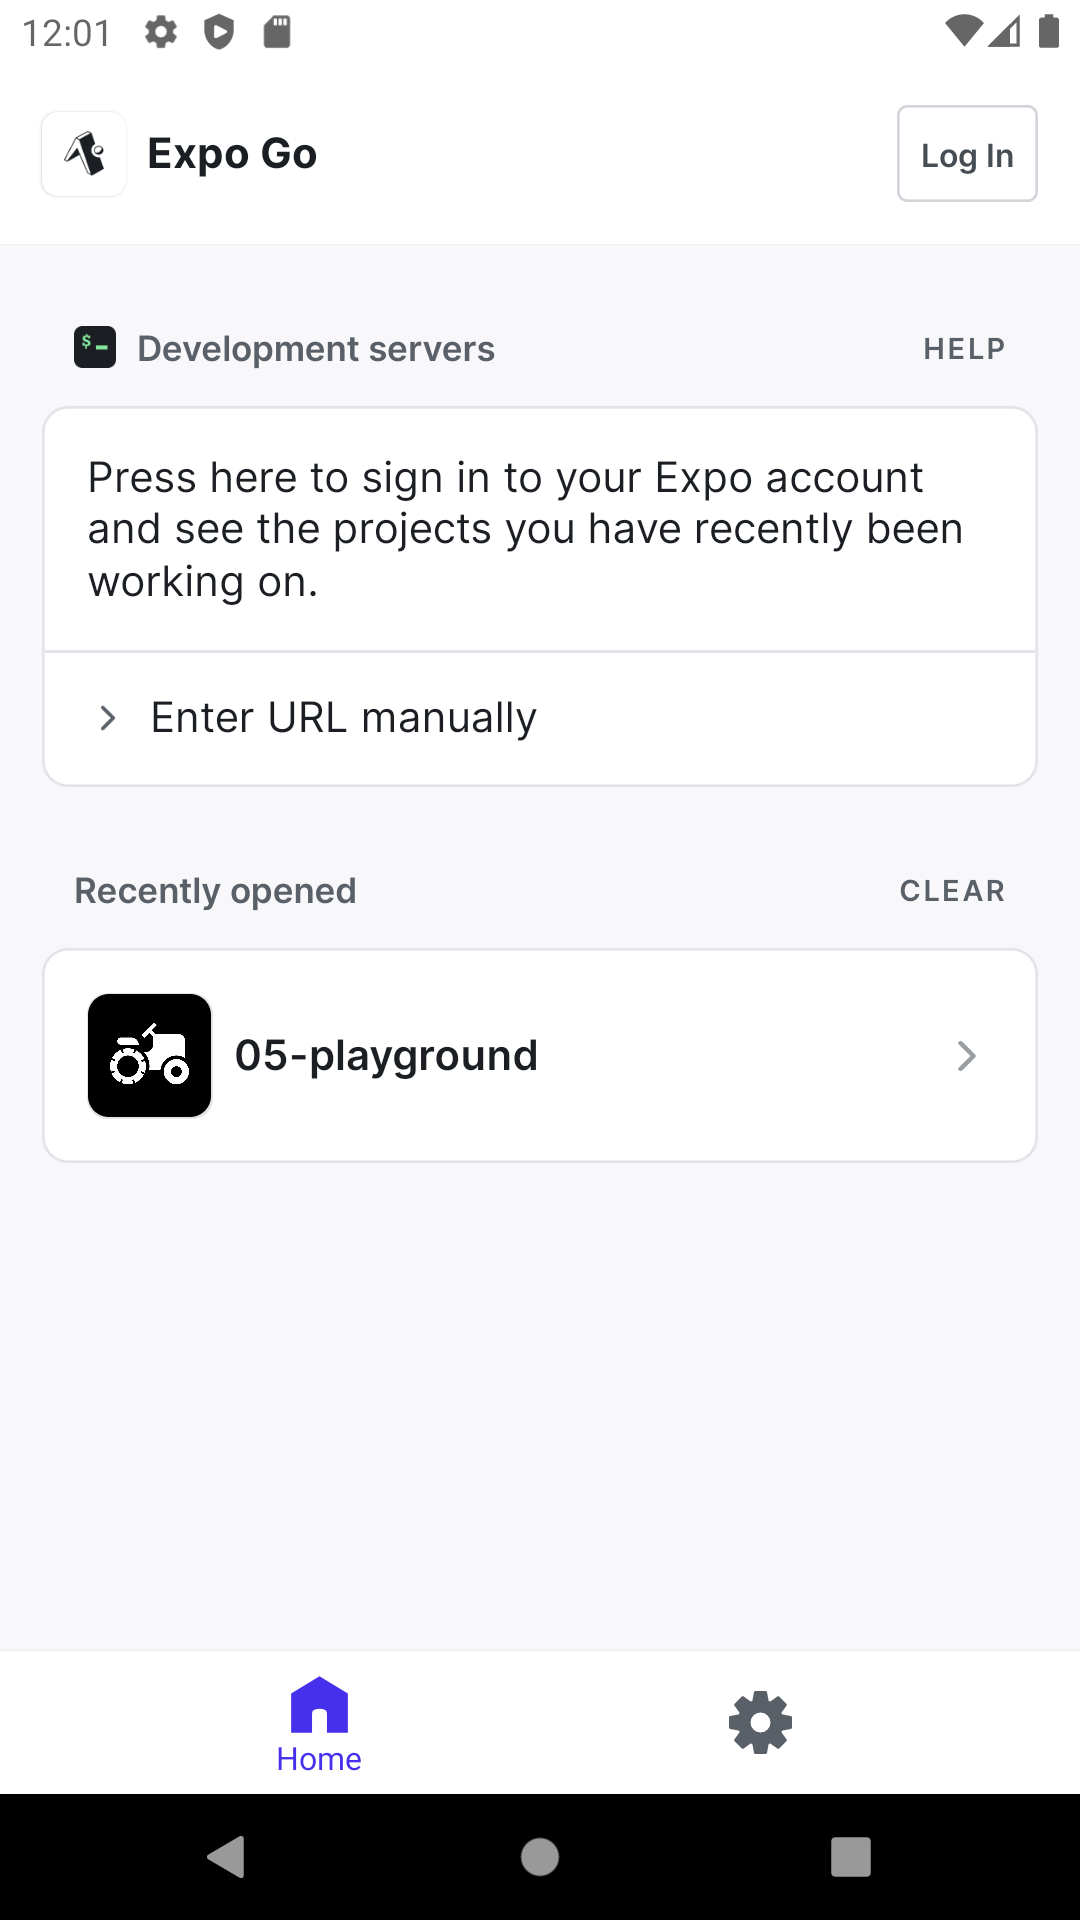 12:01
Expo Go
Log In
$
Development servers
HELP
Press here to sign in to your Expo account
and see the projects you have recently been
working on.
Enter URL manually
Recently opened
CLEAR
05-playground
Home